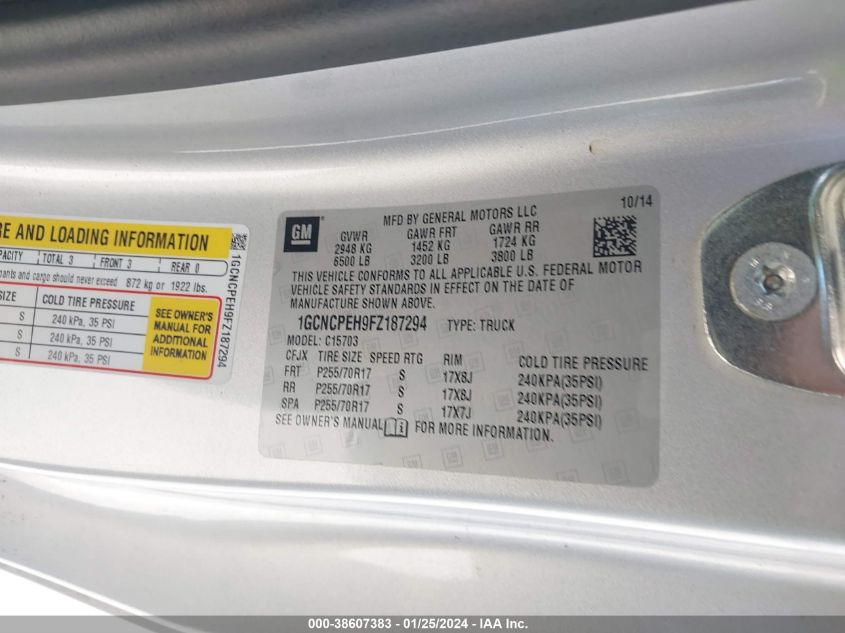 RE AND LOADING INFORMATION
PACITY TOTAL 3 FRONT 3 REAR 0
pants and cargo should never exceed 872 kg or 1922 lbs.
SIZE COLD TIRE PRESSURE
S 240 kPa, 35 PSI
S 240 kPa, 35 PSI
S 240 kPa, 35 PSI
SEE OWNER'S
MANUAL FOR
ADDITIONAL
INFORMATION
1GCNCPEH9FZ187294
GM
MFD BY GENERAL MOTORS LLC
10/14
GVWR GAWR FRT GAWR RR
2948 KG 1452 KG 1724 KG
6500 LB 3200 LB 3800 LB
THIS VEHICLE CONFORMS TO ALL APPLICABLE U.S. FEDERAL MOTOR
VEHICLE SAFETY STANDARDS IN EFFECT ON THE DATE OF
MANUFACTURE SHOWN ABOVE.
1GCNCPEH9FZ187294 TYPE: TRUCK
MODEL: C15703
CFJX TIRE SIZE SPEED RTG RIM COLD TIRE PRESSURE
FRT P255/70R17 S 17X8J 240KPA(35PSI)
RR P255/70R17 S 17X8J 240KPA(35PSI)
SPA P255/70R17 S 17X7J 240KPA(35PSI)
SEE OWNER'S MANUAL FOR MORE INFORMATION.
000-38607383 - 01/25/2024 - IAA Inc.